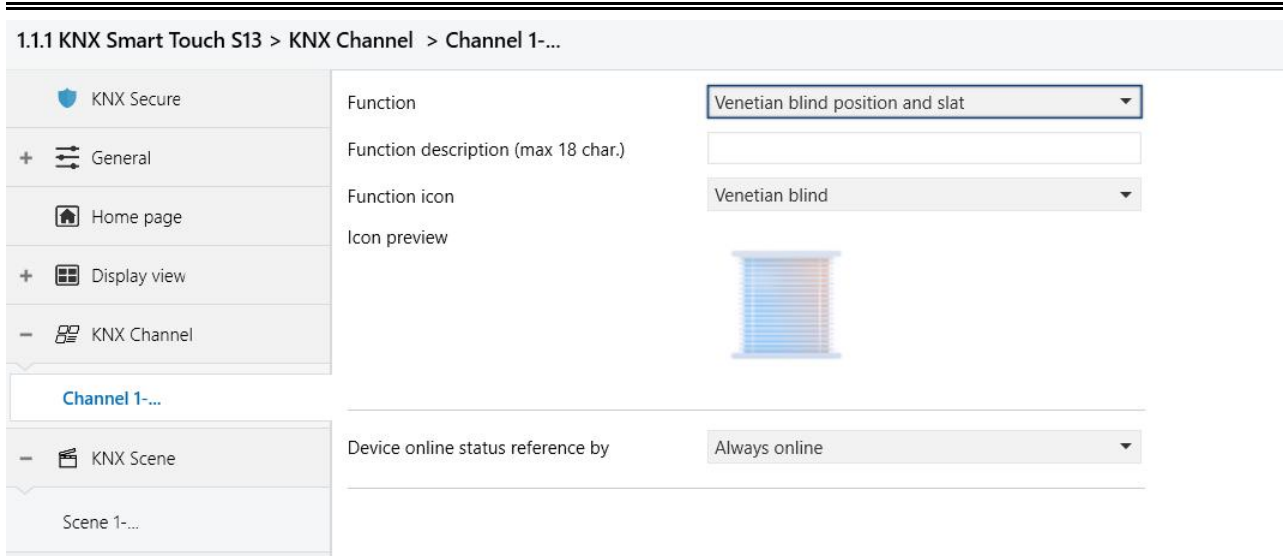 1.1.1 KNX Smart Touch S13 > KNX Channel > Channel 1-...
KNX Secure
+ General
Home page
+ Display view
− KNX Channel
Channel 1-...
− KNX Scene
Scene 1-...
Function
Venetian blind position and slat
Function description (max 18 char.)
Function icon
Venetian blind
Icon preview
Device online status reference by
Always online